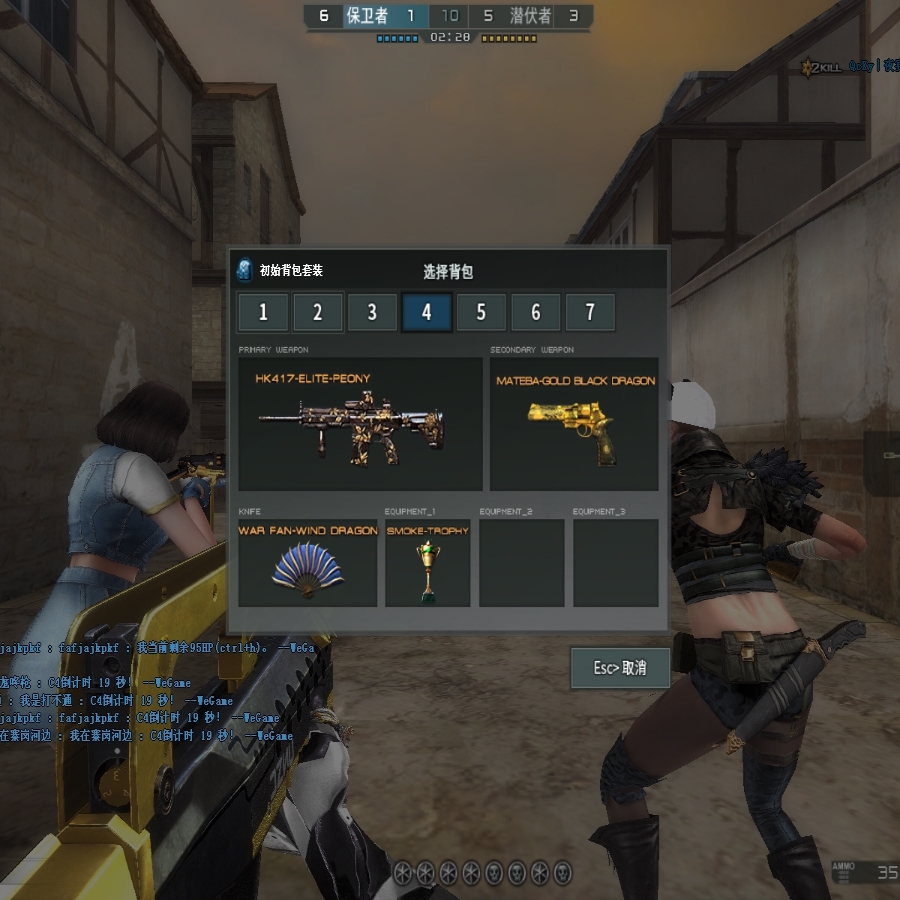 6 保卫者 1 10 5 潜伏者 3
02:28
2KILL
初始背包套装
选择背包
1 2 3 4 5 6 7
PRIMARY WEAPON
SECONDARY WEAPON
HK417-ELITE-PEONY
MATEBA-GOLD BLACK DRAGON
KNIFE
EQUIPMENT_1
EQUIPMENT_2
EQUIPMENT_3
WAR FAN-WIND DRAGON
SMOKE-TROPHY
jajkpkf : fafjajkpkf : 我当前剩余95HP(ctrl+h)。 —WeGa
Esc>取消
: C4倒计时 19 秒! —WeGame
: 我是打不通 : C4倒计时 19 秒! —WeGame
jajkpkf : fafjajkpkf : C4倒计时 19 秒! —WeGame
在寨岗河边 : 我在寨岗河边 : C4倒计时 19 秒! —WeGame
AMMO
35